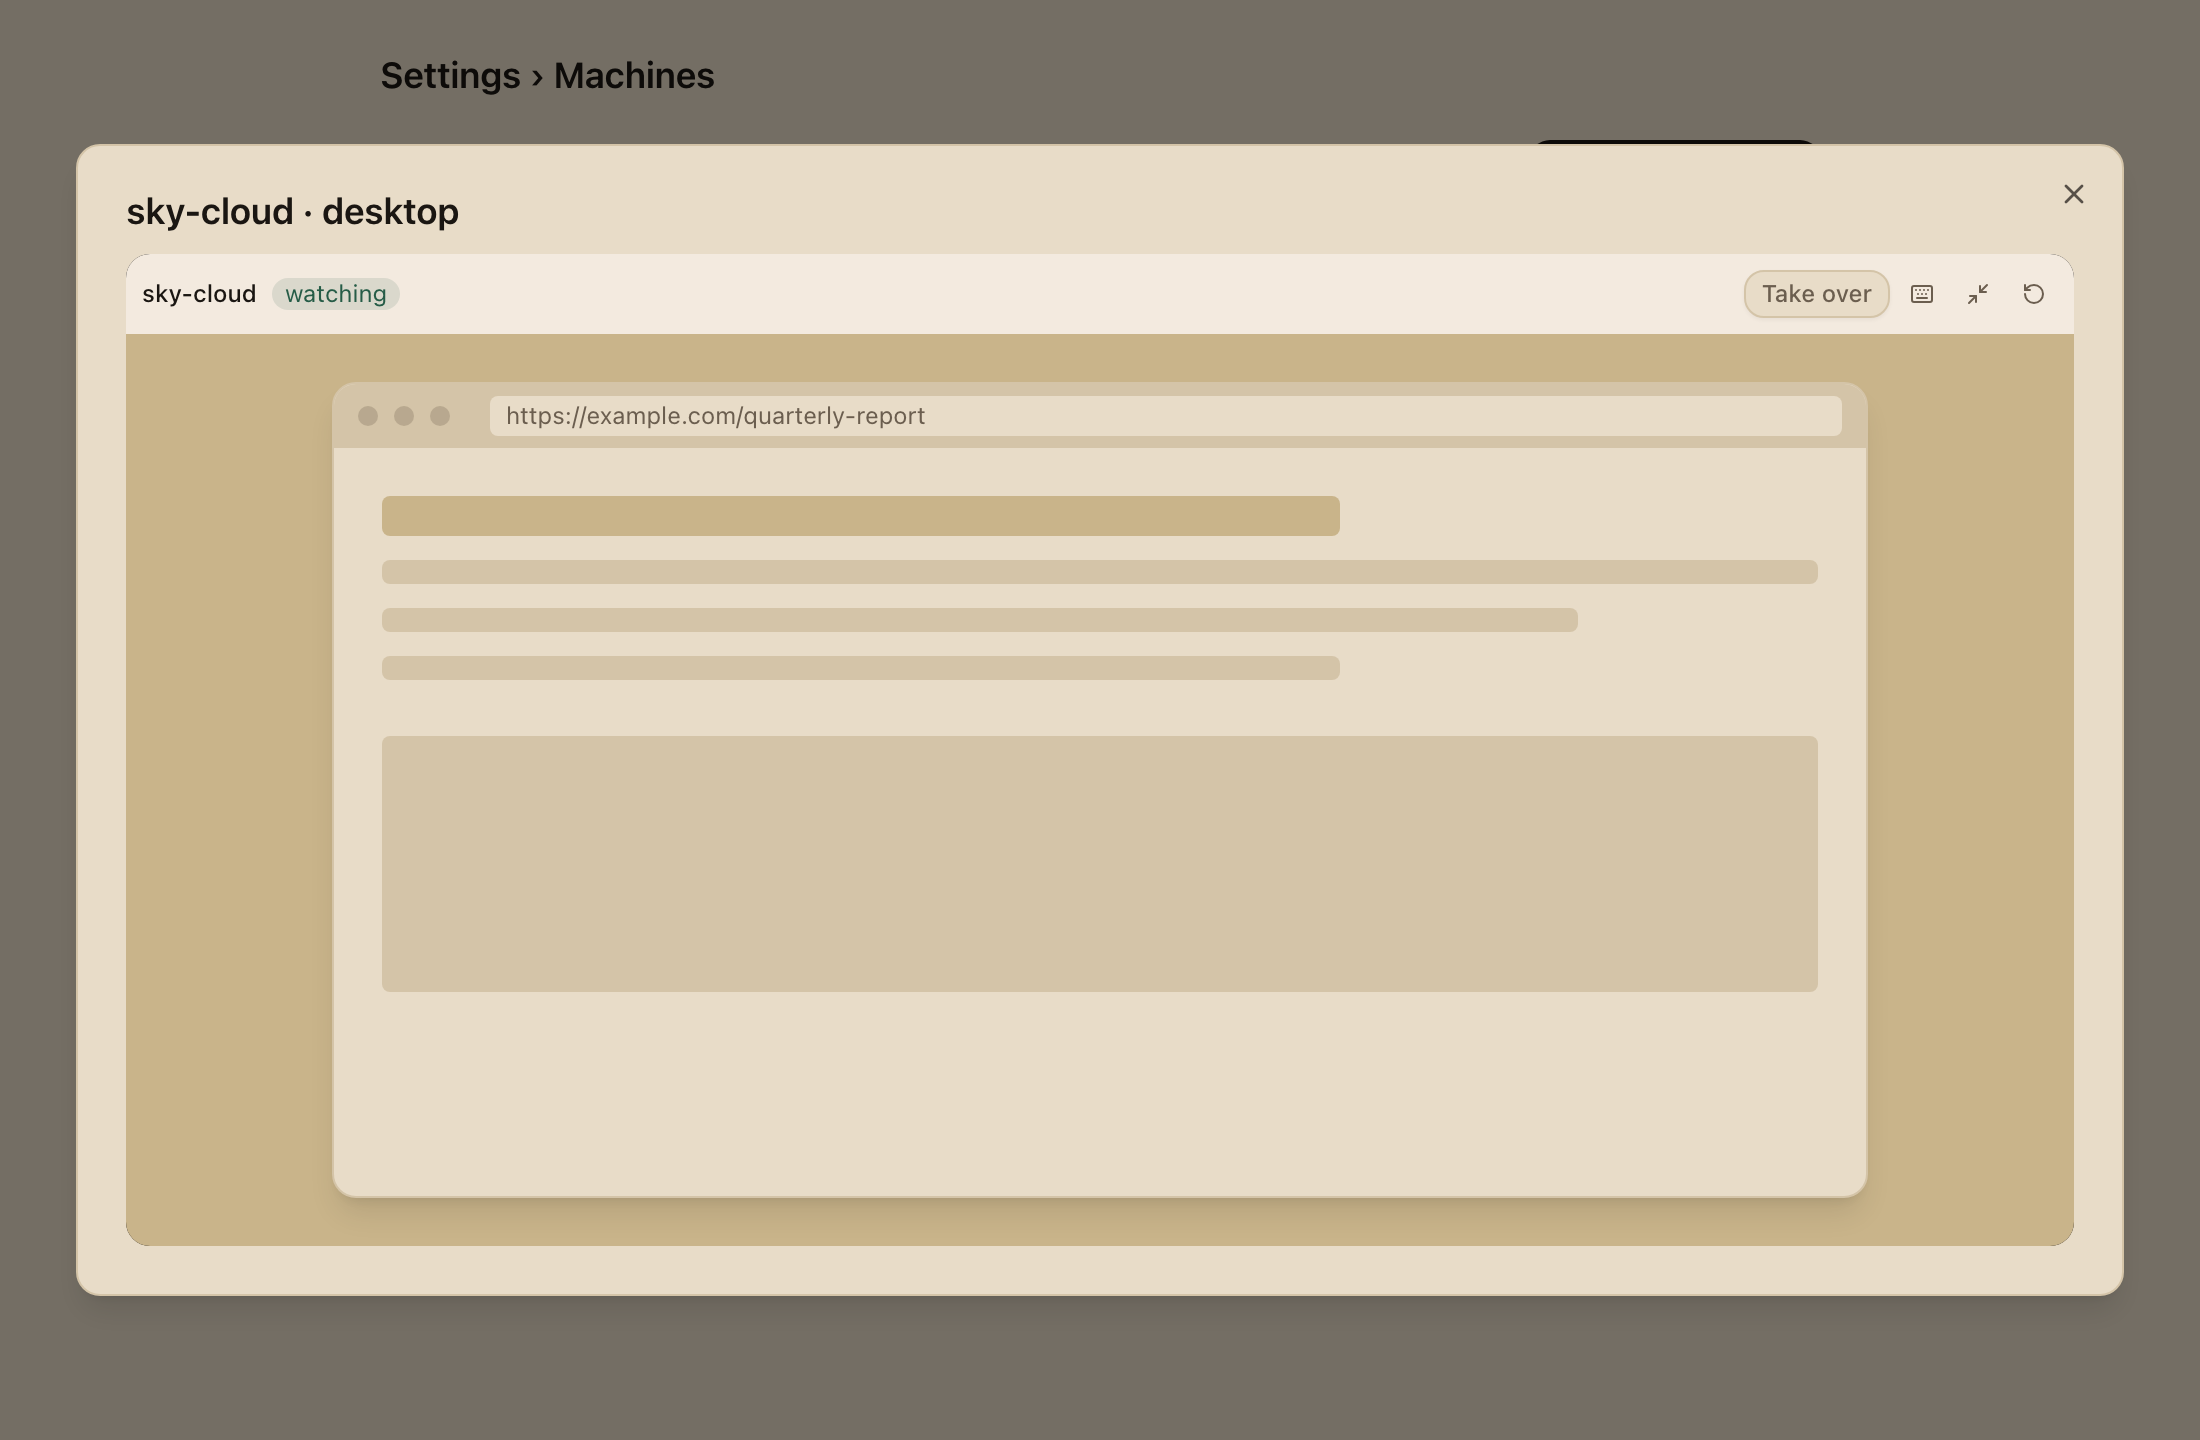 Settings › Machines
sky-cloud · desktop
sky-cloud watching Take over
https://example.com/quarterly-report